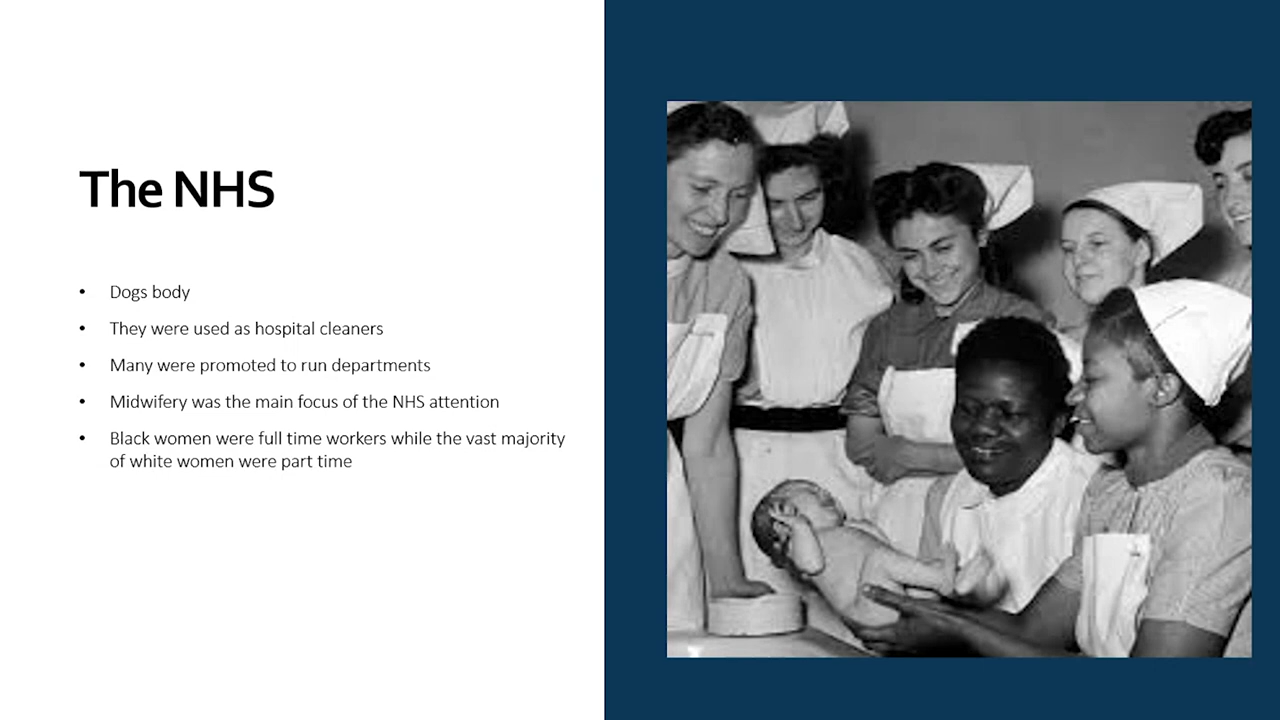 The NHS
• Dogs body
• They were used as hospital cleaners
• Many were promoted to run departments
• Midwifery was the main focus of the NHS attention
• Black women were full time workers while the vast majority
of white women were part time